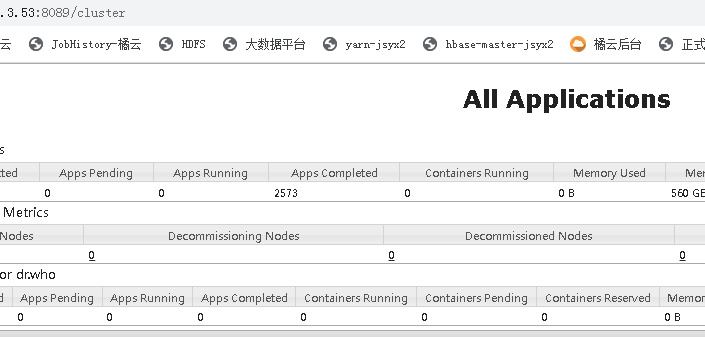 .3.53:8089/cluster
云 JobHistory-橘云 HDFS 大数据平台 yarn-jsyx2 hbase-master-jsyx2 橘云后台 正式
All Applications
s
tted Apps Pending Apps Running Apps Completed Containers Running Memory Used Mem
0 0 2573 0 0 B 560 GB
Metrics
Nodes Decommissioning Nodes Decommissioned Nodes
0 0 0
or dr.who
d Apps Pending Apps Running Apps Completed Containers Running Containers Pending Containers Reserved Memor
0 0 0 0 0 0 0 B